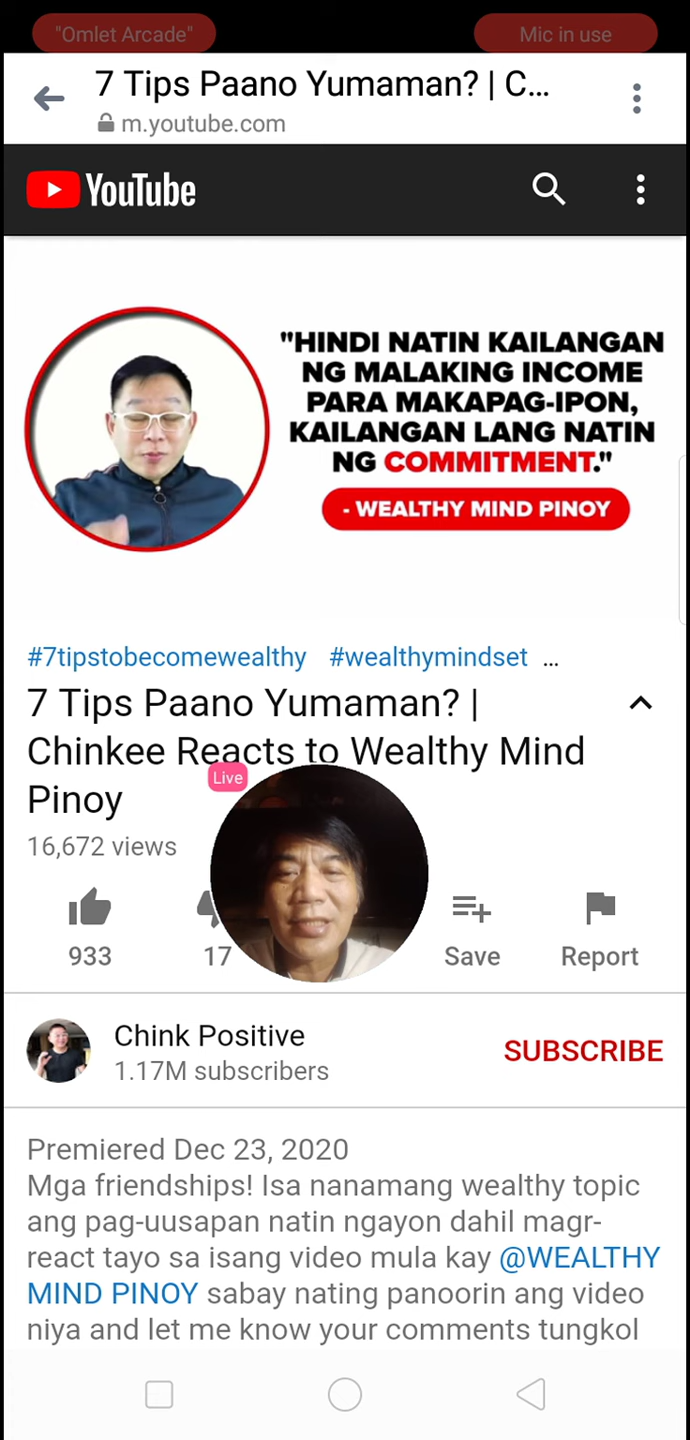 "Omlet Arcade"
Mic in use
7 Tips Paano Yumaman? | C...
m.youtube.com
YouTube
"HINDI NATIN KAILANGAN
NG MALAKING INCOME
PARA MAKAPAG-IPON,
KAILANGAN LANG NATIN
NG COMMITMENT."
- WEALTHY MIND PINOY
#7tipstobecomewealthy #wealthymindset ...
7 Tips Paano Yumaman? |
Chinkee Reacts to Wealthy Mind
Pinoy
Live
16,672 views
933
17
Save
Report
Chink Positive
1.17M subscribers
SUBSCRIBE
Premiered Dec 23, 2020
Mga friendships! Isa nanamang wealthy topic
ang pag-uusapan natin ngayon dahil magr-
react tayo sa isang video mula kay @WEALTHY
MIND PINOY sabay nating panoorin ang video
niya and let me know your comments tungkol